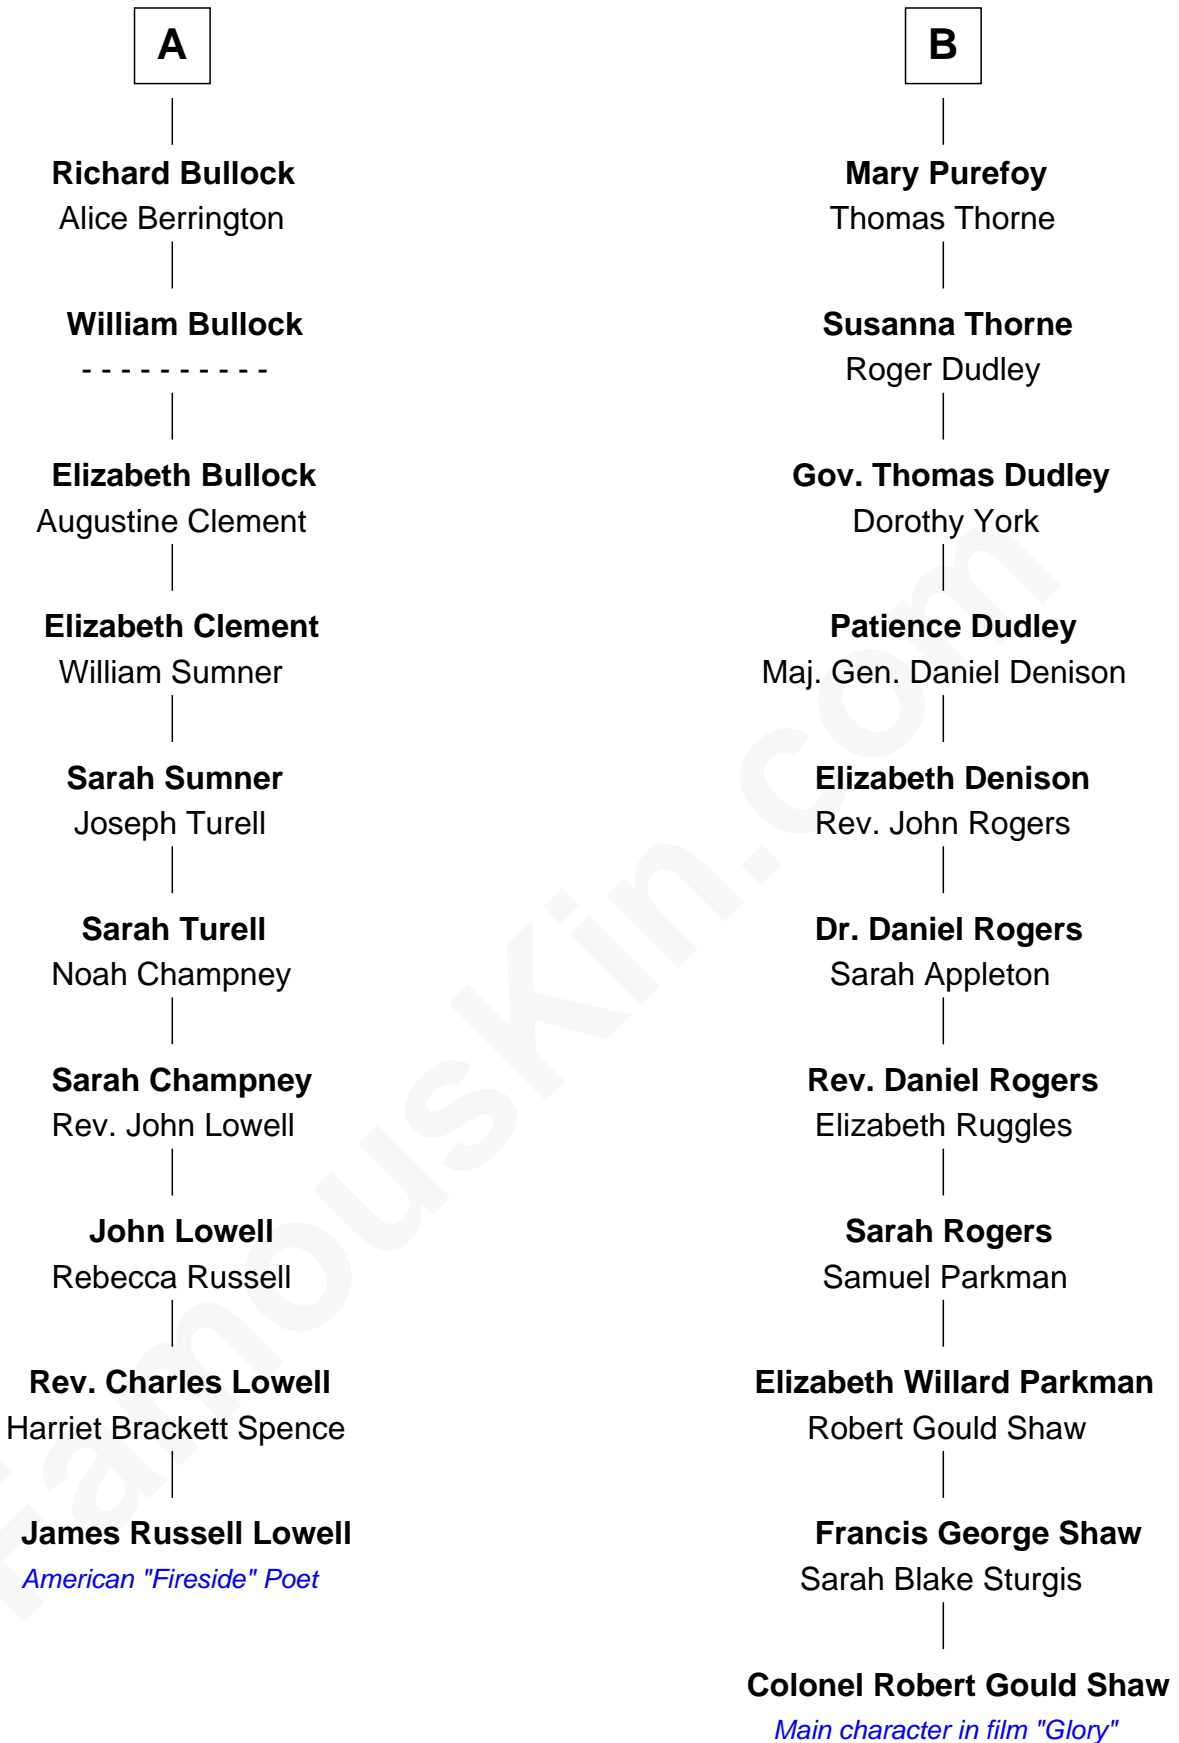 A
Richard Bullock
Alice Berrington
William Bullock
- - - - - - - - - -
Elizabeth Bullock
Augustine Clement
Elizabeth Clement
William Sumner
Sarah Sumner
Joseph Turell
Sarah Turell
Noah Champney
Sarah Champney
Rev. John Lowell
John Lowell
Rebecca Russell
Rev. Charles Lowell
Harriet Brackett Spence
James Russell Lowell
American "Fireside" Poet
B
Mary Purefoy
Thomas Thorne
Susanna Thorne
Roger Dudley
Gov. Thomas Dudley
Dorothy York
Patience Dudley
Maj. Gen. Daniel Denison
Elizabeth Denison
Rev. John Rogers
Dr. Daniel Rogers
Sarah Appleton
Rev. Daniel Rogers
Elizabeth Ruggles
Sarah Rogers
Samuel Parkman
Elizabeth Willard Parkman
Robert Gould Shaw
Francis George Shaw
Sarah Blake Sturgis
Colonel Robert Gould Shaw
Main character in film "Glory"
FamousKin.com